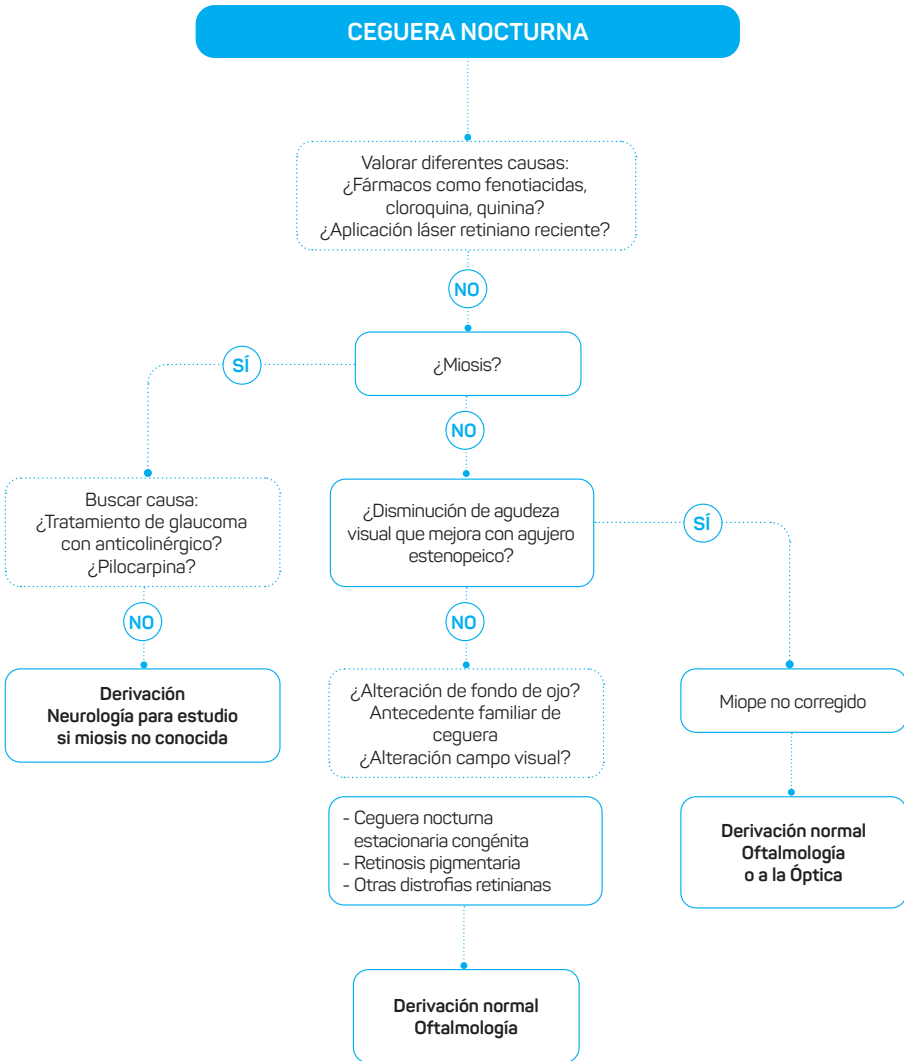 CEGUERA NOCTURNA
Valorar diferentes causas:
¿Fármacos como fenotiacidas,
cloroquina, quinina?
¿Aplicación láser retiniano reciente?
NO
¿Miosis?
SÍ
NO
Buscar causa:
¿Tratamiento de glaucoma
con anticolinérgico?
¿Pilocarpina?
¿Disminución de agudeza
visual que mejora con agujero
estenopeico?
SÍ
NO
NO
Derivación
Neurología para estudio
si miosis no conocida
¿Alteración de fondo de ojo?
Antecedente familiar de
ceguera
¿Alteración campo visual?
Miope no corregido
- Ceguera nocturna
estacionaria congénita
- Retinosis pigmentaria
- Otras distrofias retinianas
Derivación normal
Oftalmología
o a la Óptica
Derivación normal
Oftalmología